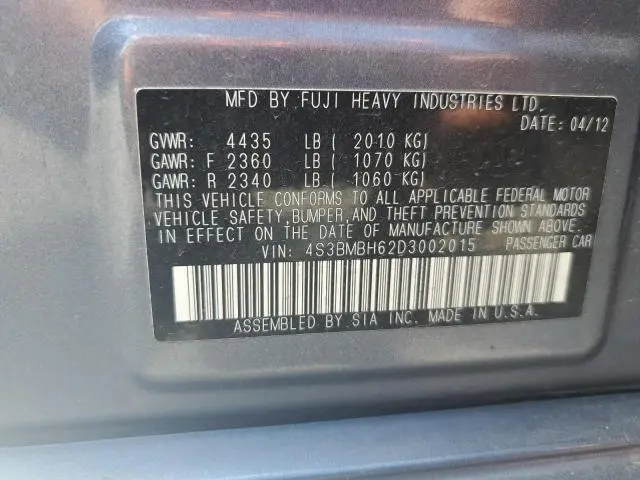 MFD BY FUJI HEAVY INDUSTRIES LTD.
DATE: 04/12
GVWR: 4435 LB ( 2010 KG)
GAWR: F 2360 LB ( 1070 KG)
GAWR: R 2340 LB ( 1060 KG)
THIS VEHICLE CONFORMS TO ALL APPLICABLE FEDERAL MOTOR
VEHICLE SAFETY,BUMPER,AND THEFT PREVENTION STANDARDS
IN EFFECT ON THE DATE OF MANUFACTURE SHOWN ABOVE.
VIN: 4S3BMBH62D3002015 PASSENGER CAR
ASSEMBLED BY SIA INC. MADE IN U.S.A.